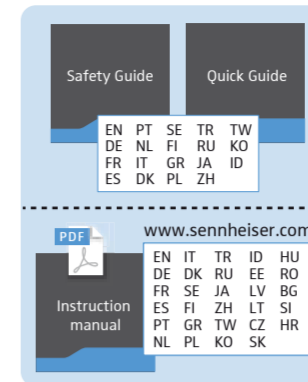 Safety Guide
Quick Guide
EN PT SE TR TW
DE NL FI RU KO
FR IT GR JA ID
ES DK PL ZH
PDF
www.sennheiser.com
Instruction
manual
EN IT TR ID HU
DE DK RU EE RO
FR SE JA LV BG
ES FI ZH LT SI
PT GR TW CZ HR
NL PL KO SK